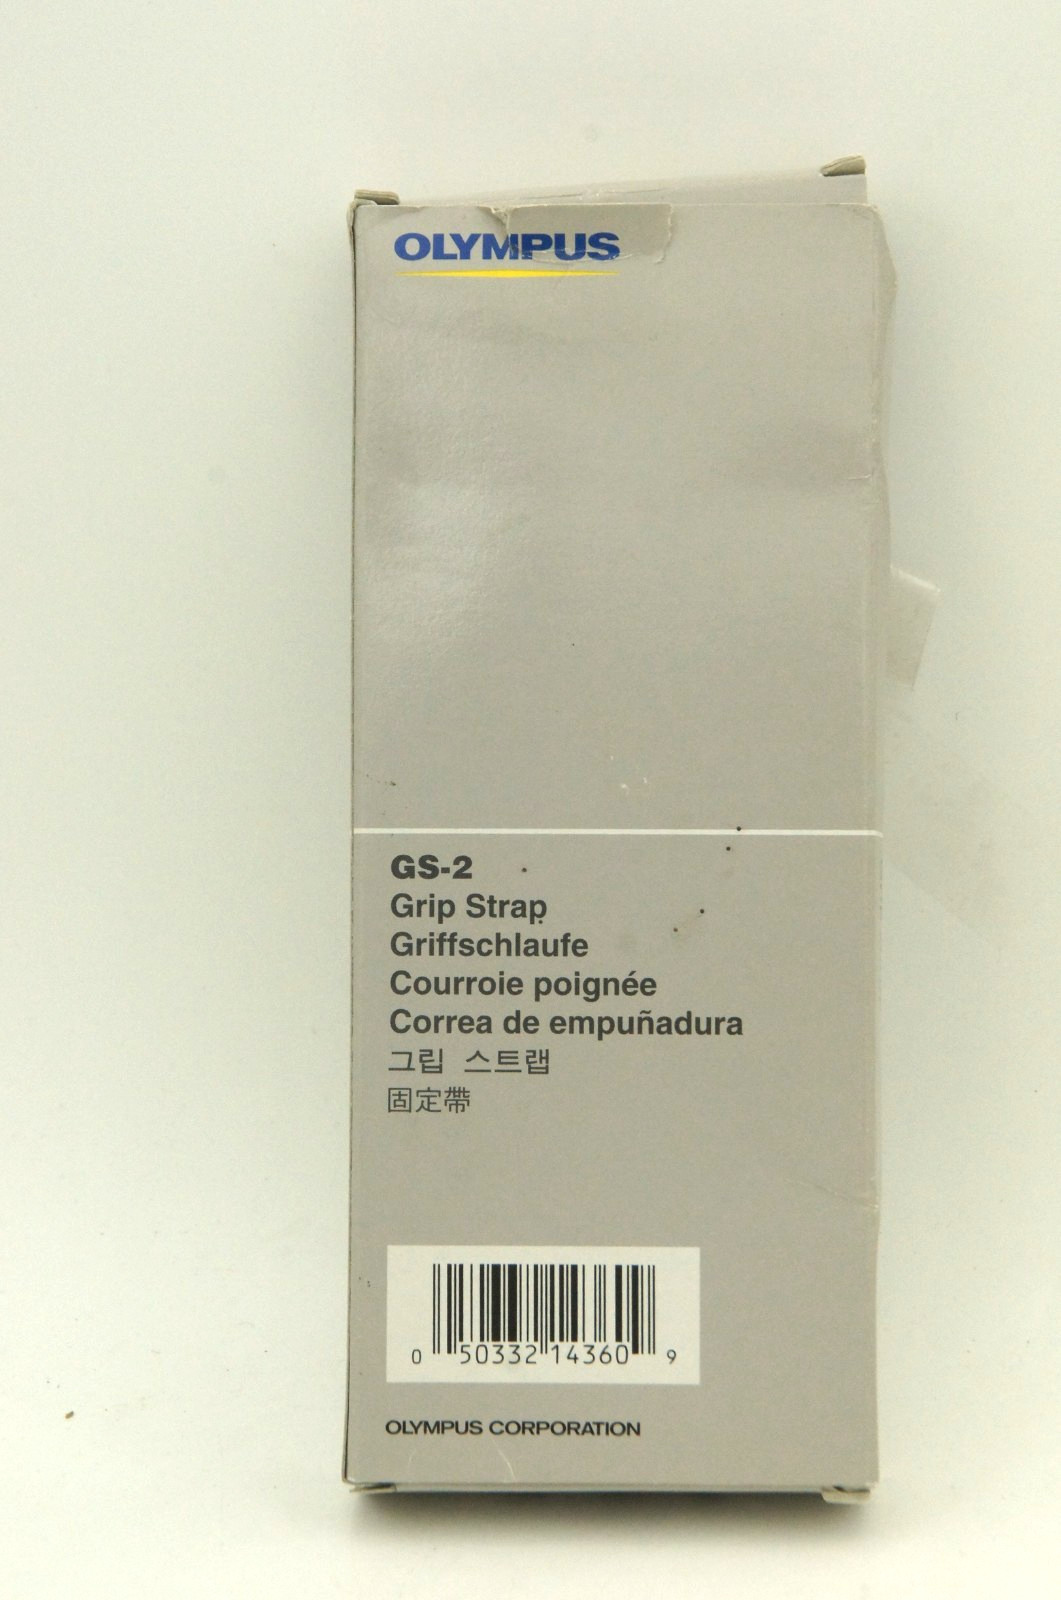 OLYMPUS
GS-2
Grip Strap
Griffschlaufe
Courroie poignée
Correa de empuñadura
그립 스트랩
固定帶
0 50332 14360 9
OLYMPUS CORPORATION